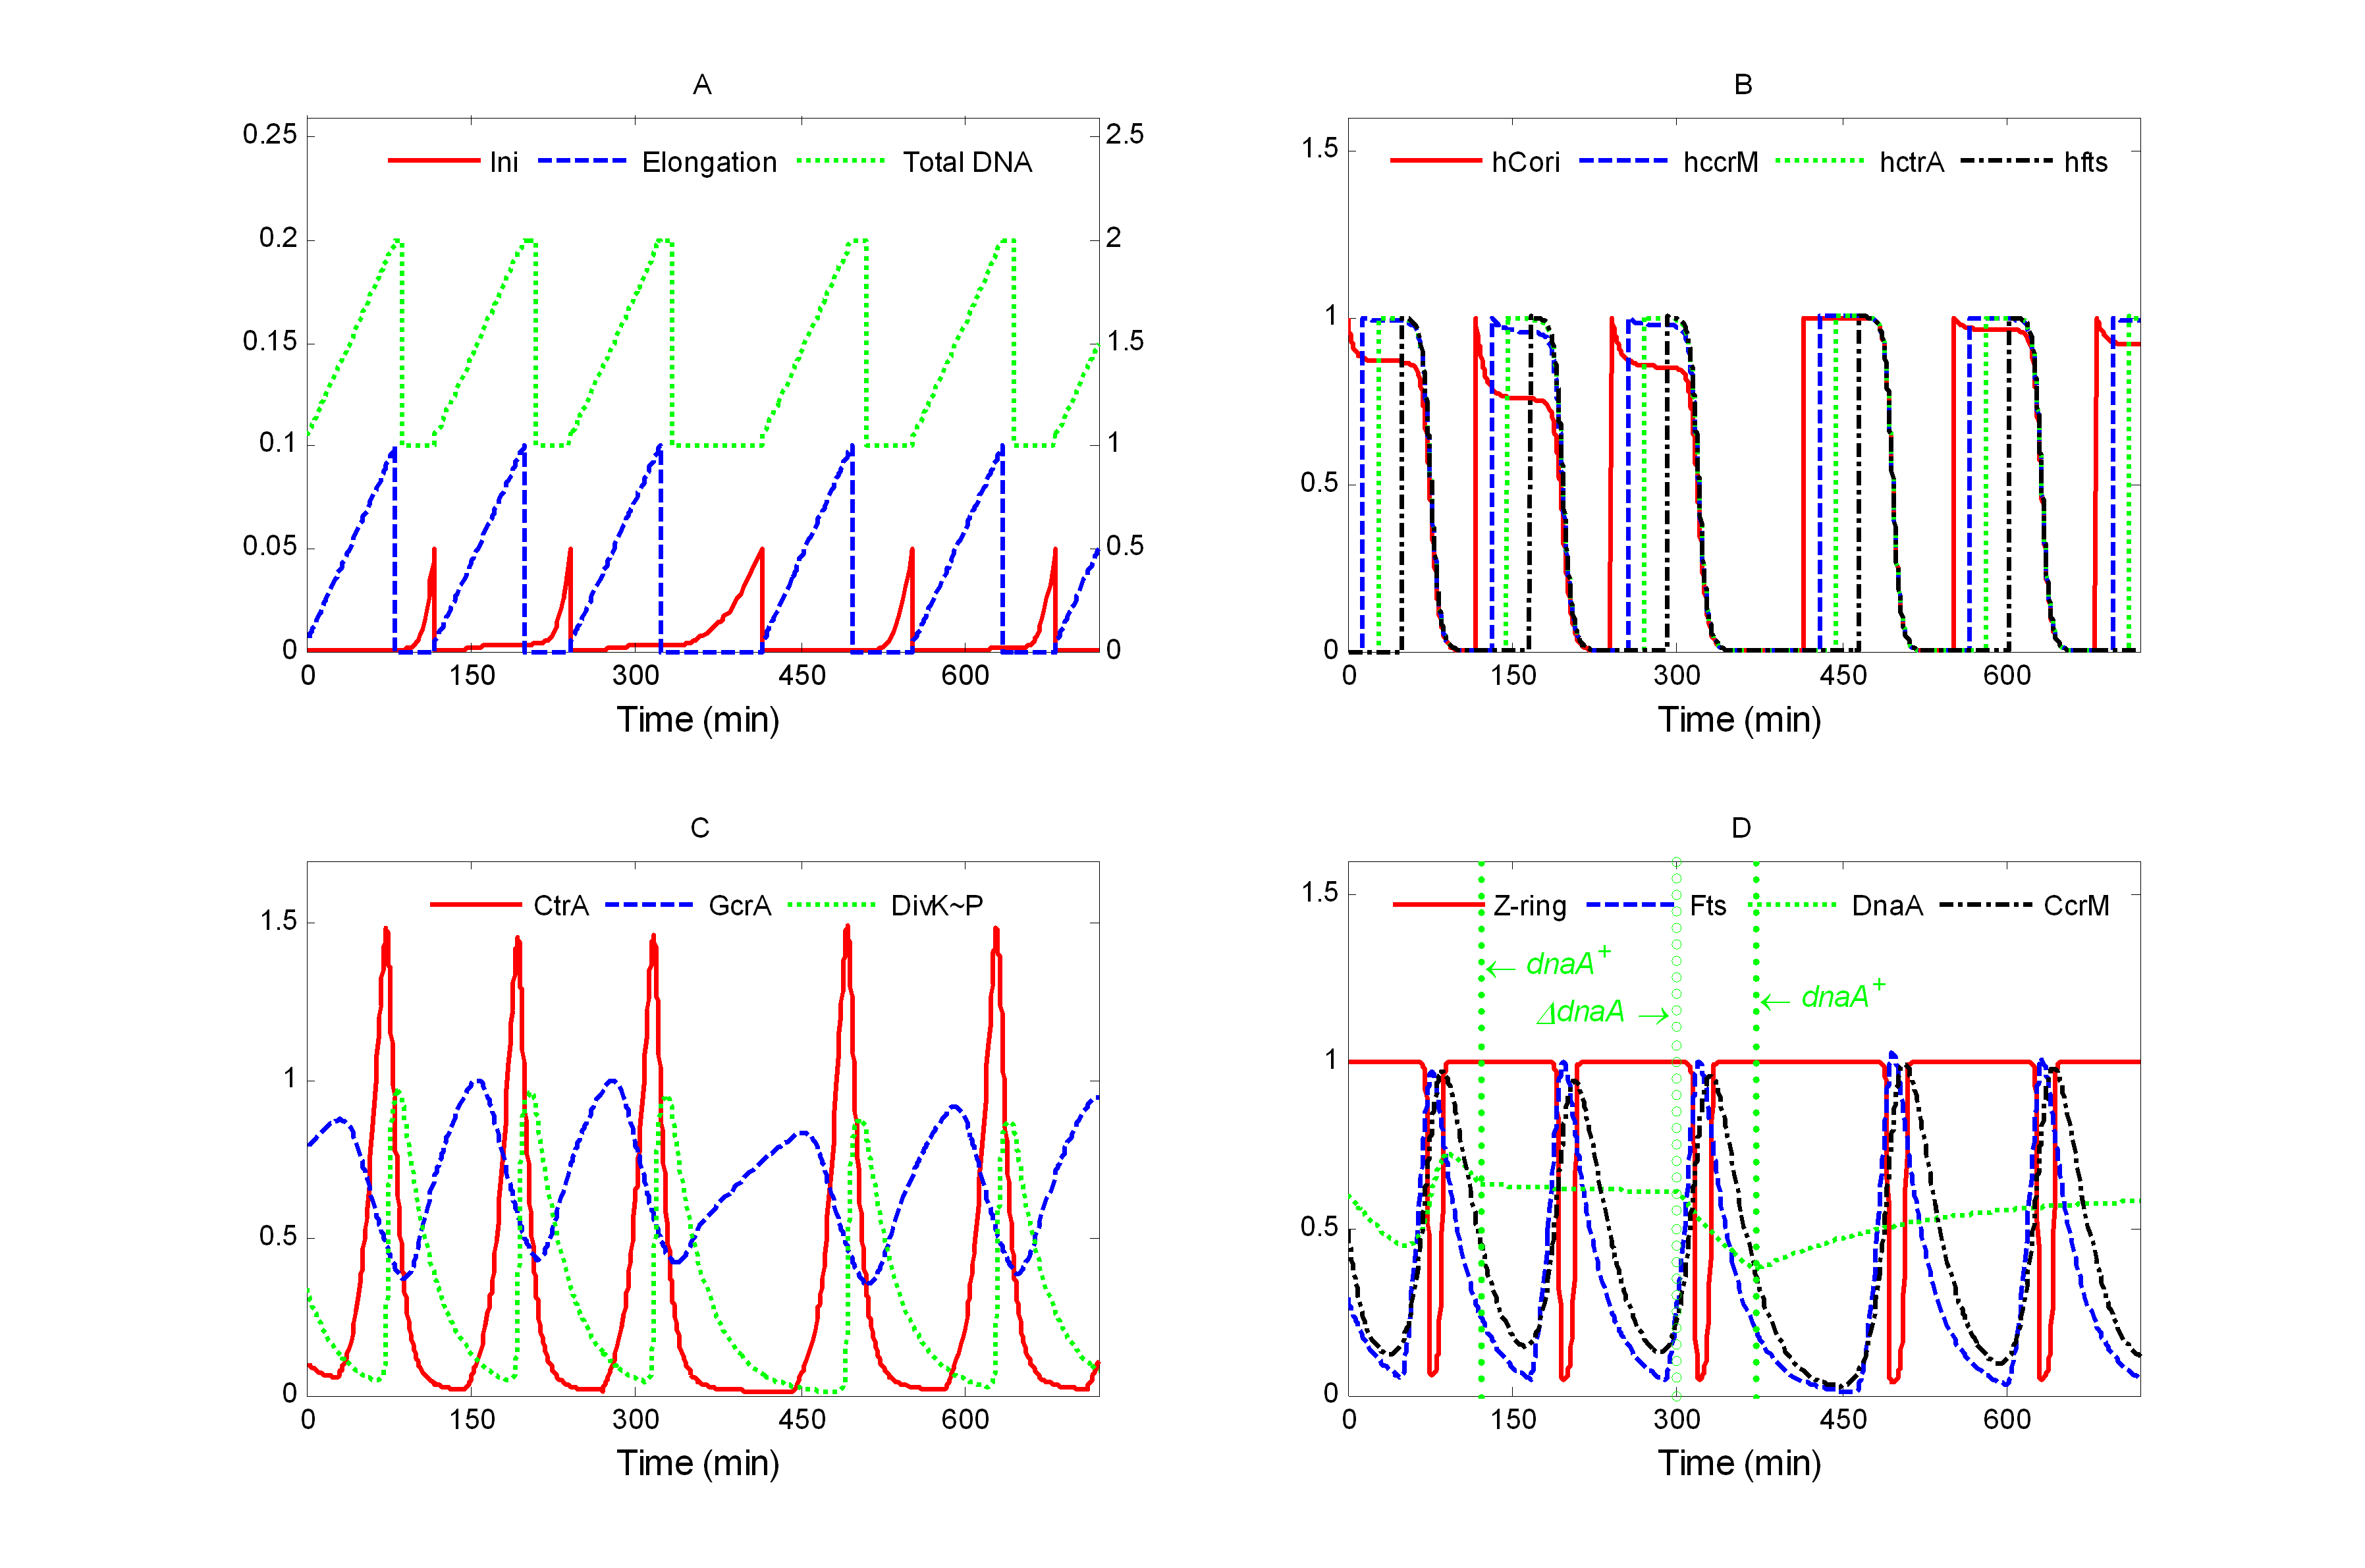 A
0.25
0.2
0.15
0.1
0.05
0
2.5
2
1.5
1
0.5
0
Ini Elongation Total DNA
0 150 300 450 600
Time (min)
B
1.5
1
0.5
0
hCori hccrM hctrA hfts
0 150 300 450 600
Time (min)
C
1.5
1
0.5
0
CtrA GcrA DivK~P
0 150 300 450 600
Time (min)
D
1.5
1
0.5
0
Z-ring Fts DnaA CcrM
← dnaA+
ΔdnaA →
← dnaA+
0 150 300 450 600
Time (min)